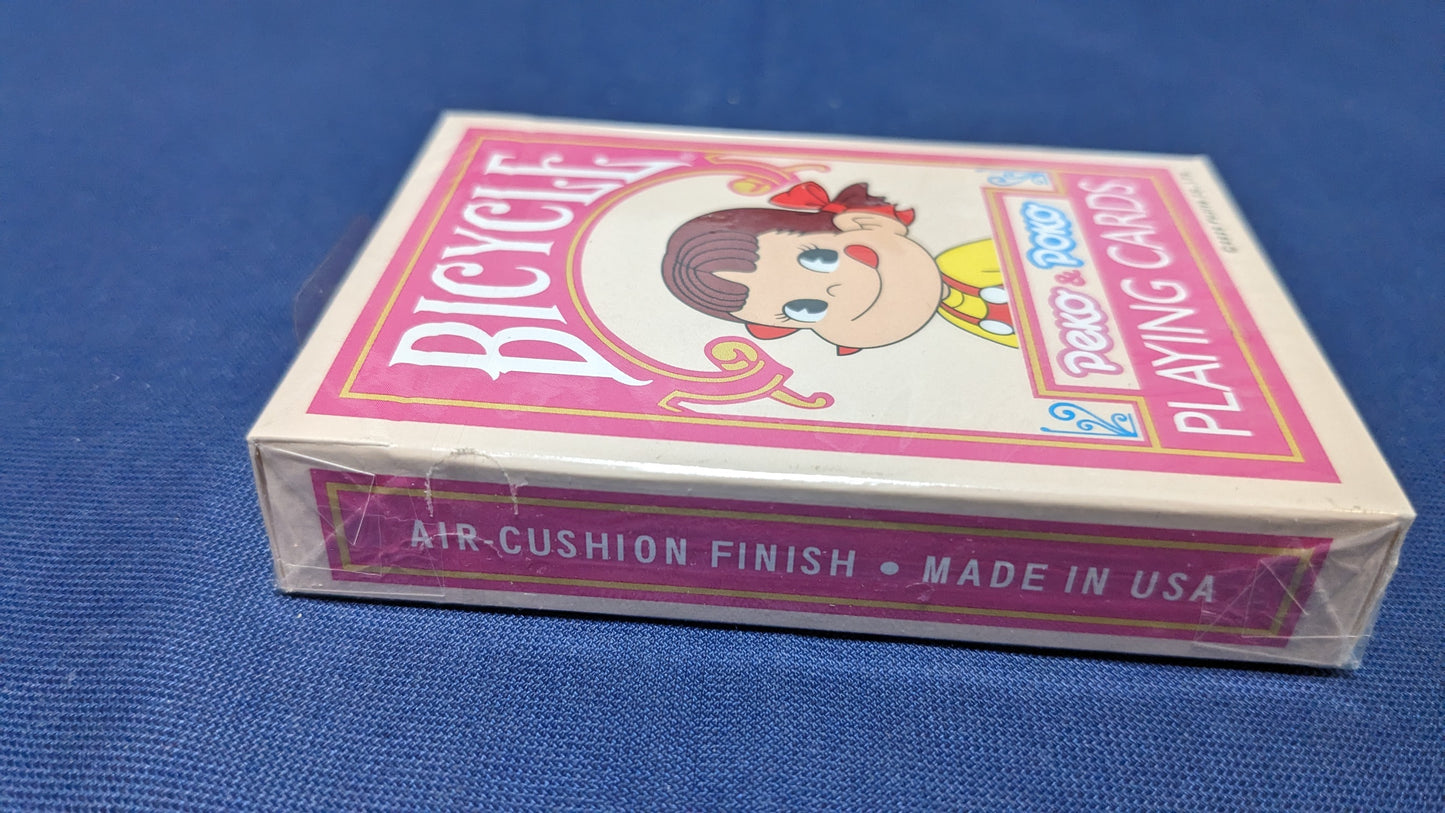 BICYCLE
Peko & Poko
PLAYING CARDS
AIR-CUSHION FINISH • MADE IN USA